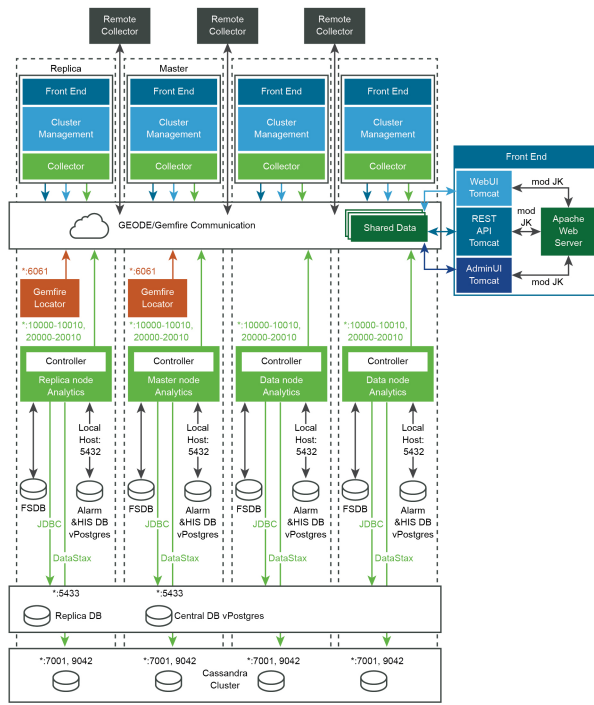 Remote
Collector
Remote
Collector
Remote
Collector
Replica
Master
Front End
Cluster
Management
Collector
Front End
Cluster
Management
Collector
Front End
Cluster
Management
Collector
Front End
Cluster
Management
Collector
GEODE/Gemfire Communication
Shared Data
Front End
WebUI
Tomcat
REST
API
Tomcat
AdminUI
Tomcat
mod JK
mod
JK
mod JK
Apache
Web
Server
*:6061
Gemfire
Locator
*:6061
Gemfire
Locator
*:10000-10010,
20000-20010
*:10000-10010,
20000-20010
*:10000-10010,
20000-20010
*:10000-10010,
20000-20010
Controller
Replica node
Analytics
Controller
Master node
Analytics
Controller
Data node
Analytics
Controller
Data node
Analytics
Local
Host:
5432
Local
Host:
5432
Local
Host:
5432
Local
Host:
5432
FSDB
Alarm
&HIS DB
vPostgres
FSDB
Alarm
&HIS DB
vPostgres
FSDB
Alarm
&HIS DB
vPostgres
FSDB
Alarm
&HIS DB
vPostgres
JDBC
JDBC
JDBC
JDBC
DataStax
DataStax
DataStax
DataStax
*:5433
*:5433
Replica DB
Central DB vPostgres
*:7001, 9042
*:7001, 9042
*:7001, 9042
*:7001, 9042
Cassandra
Cluster